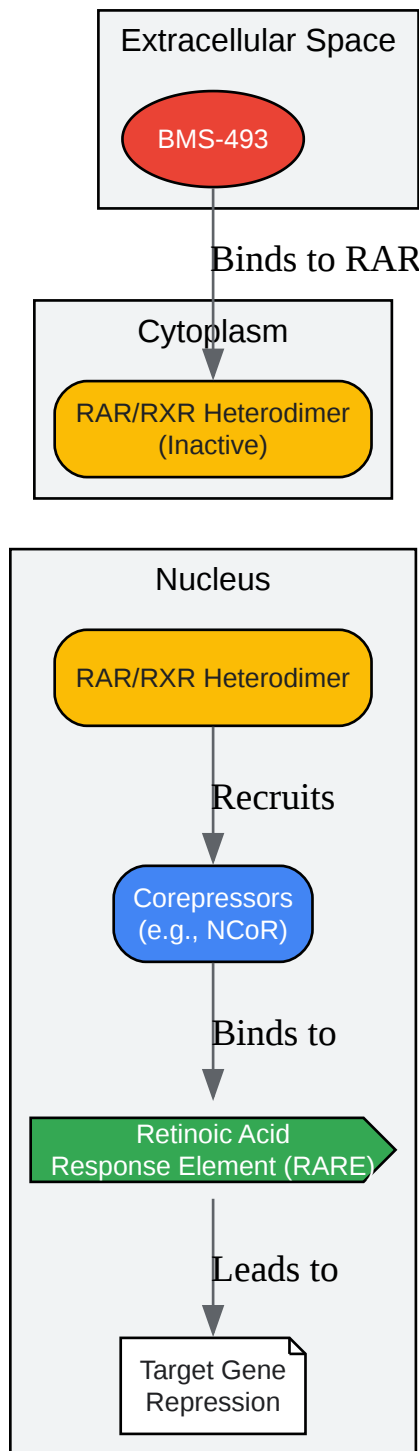 Extracellular Space
BMS-493
Binds to RAR
Cytoplasm
RAR/RXR Heterodimer
(Inactive)
Nucleus
RAR/RXR Heterodimer
Recruits
Corepressors
(e.g., NCoR)
Binds to
Retinoic Acid
Response Element (RARE)
Leads to
Target Gene
Repression